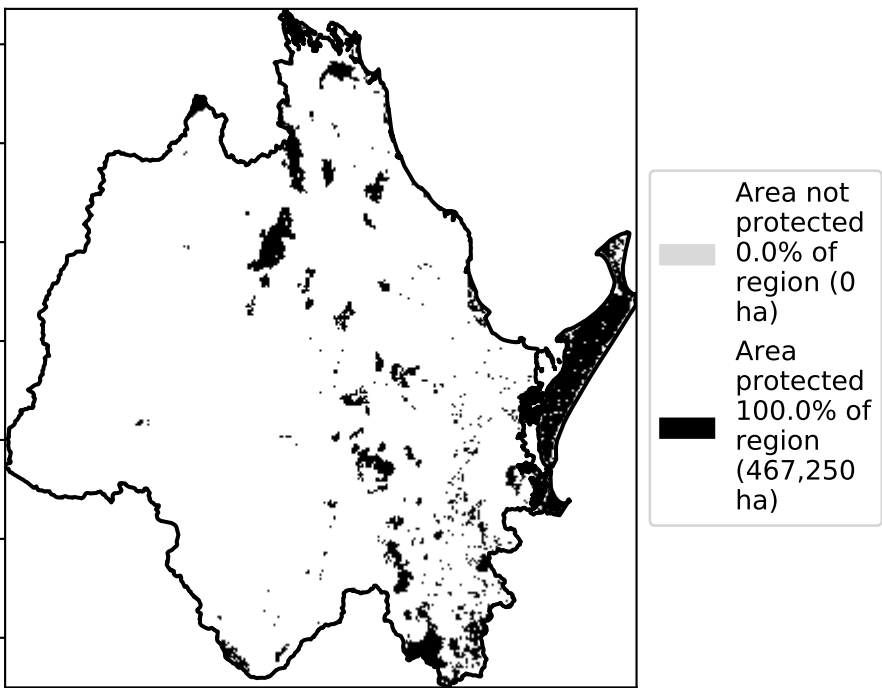 Area not
protected
0.0% of
region (0
ha)
Area
protected
100.0% of
region
(467,250
ha)